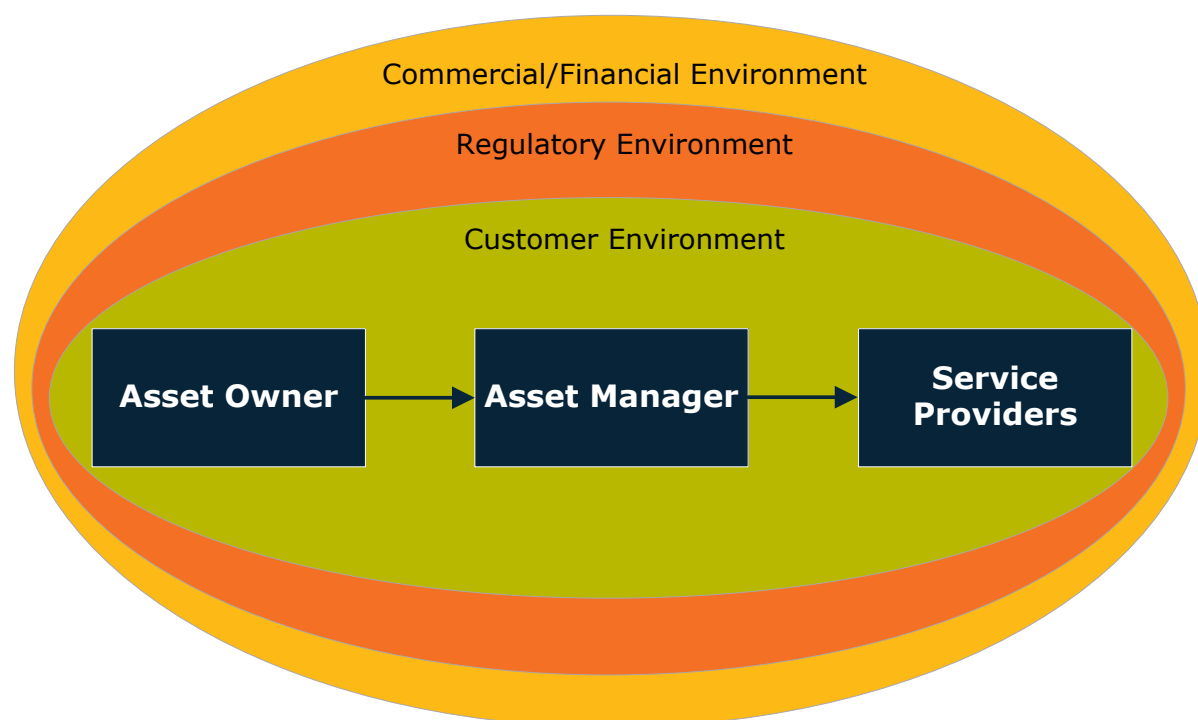 Commercial/Financial Environment
Regulatory Environment
Customer Environment
Asset Owner
Asset Manager
Service
Providers